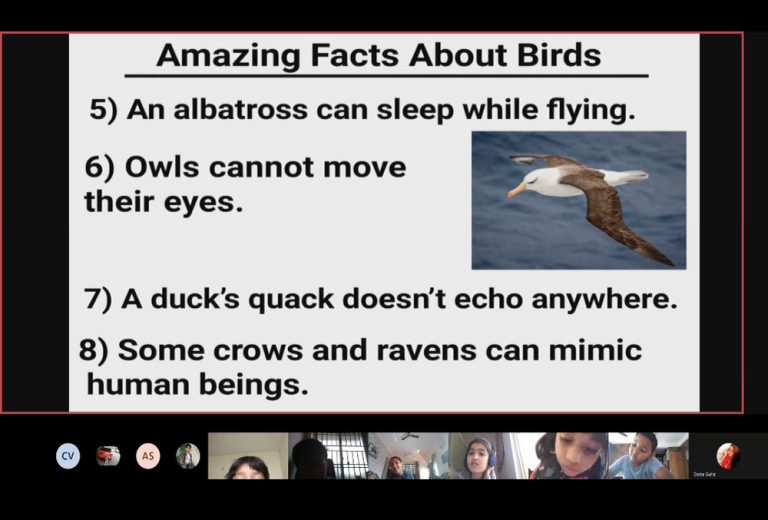 Amazing Facts About Birds
5) An albatross can sleep while flying.
6) Owls cannot move
their eyes.
7) A duck's quack doesn't echo anywhere.
8) Some crows and ravens can mimic
human beings.
CV
AS